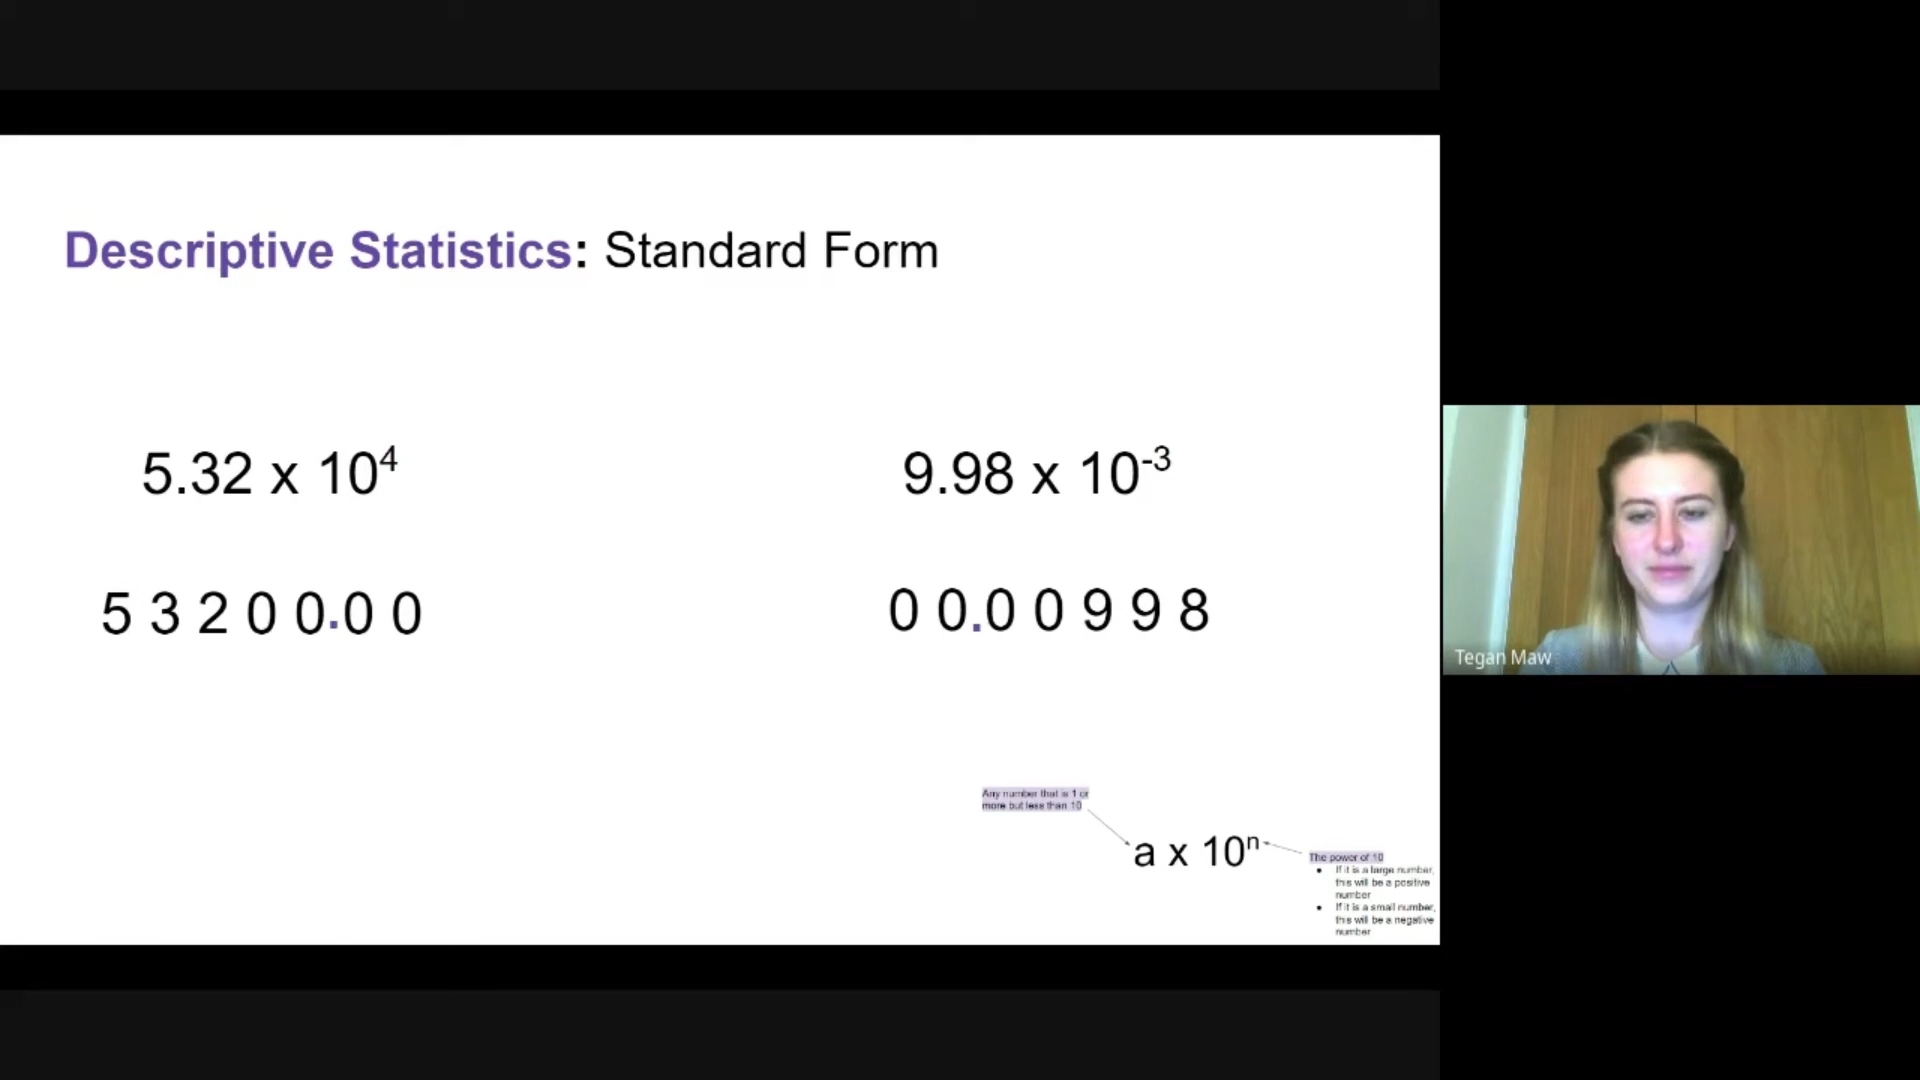 Descriptive Statistics: Standard Form
5.32 x 10⁴
9.98 x 10⁻³
5 3 2 0 0.0 0
0 0.0 0 9 9 8
Any number that is 1 or
more but less than 10
a x 10ⁿ
The power of 10
• If it is a large number,
this will be a positive
number
• If it is a small number,
this will be a negative
number
Tegan Maw